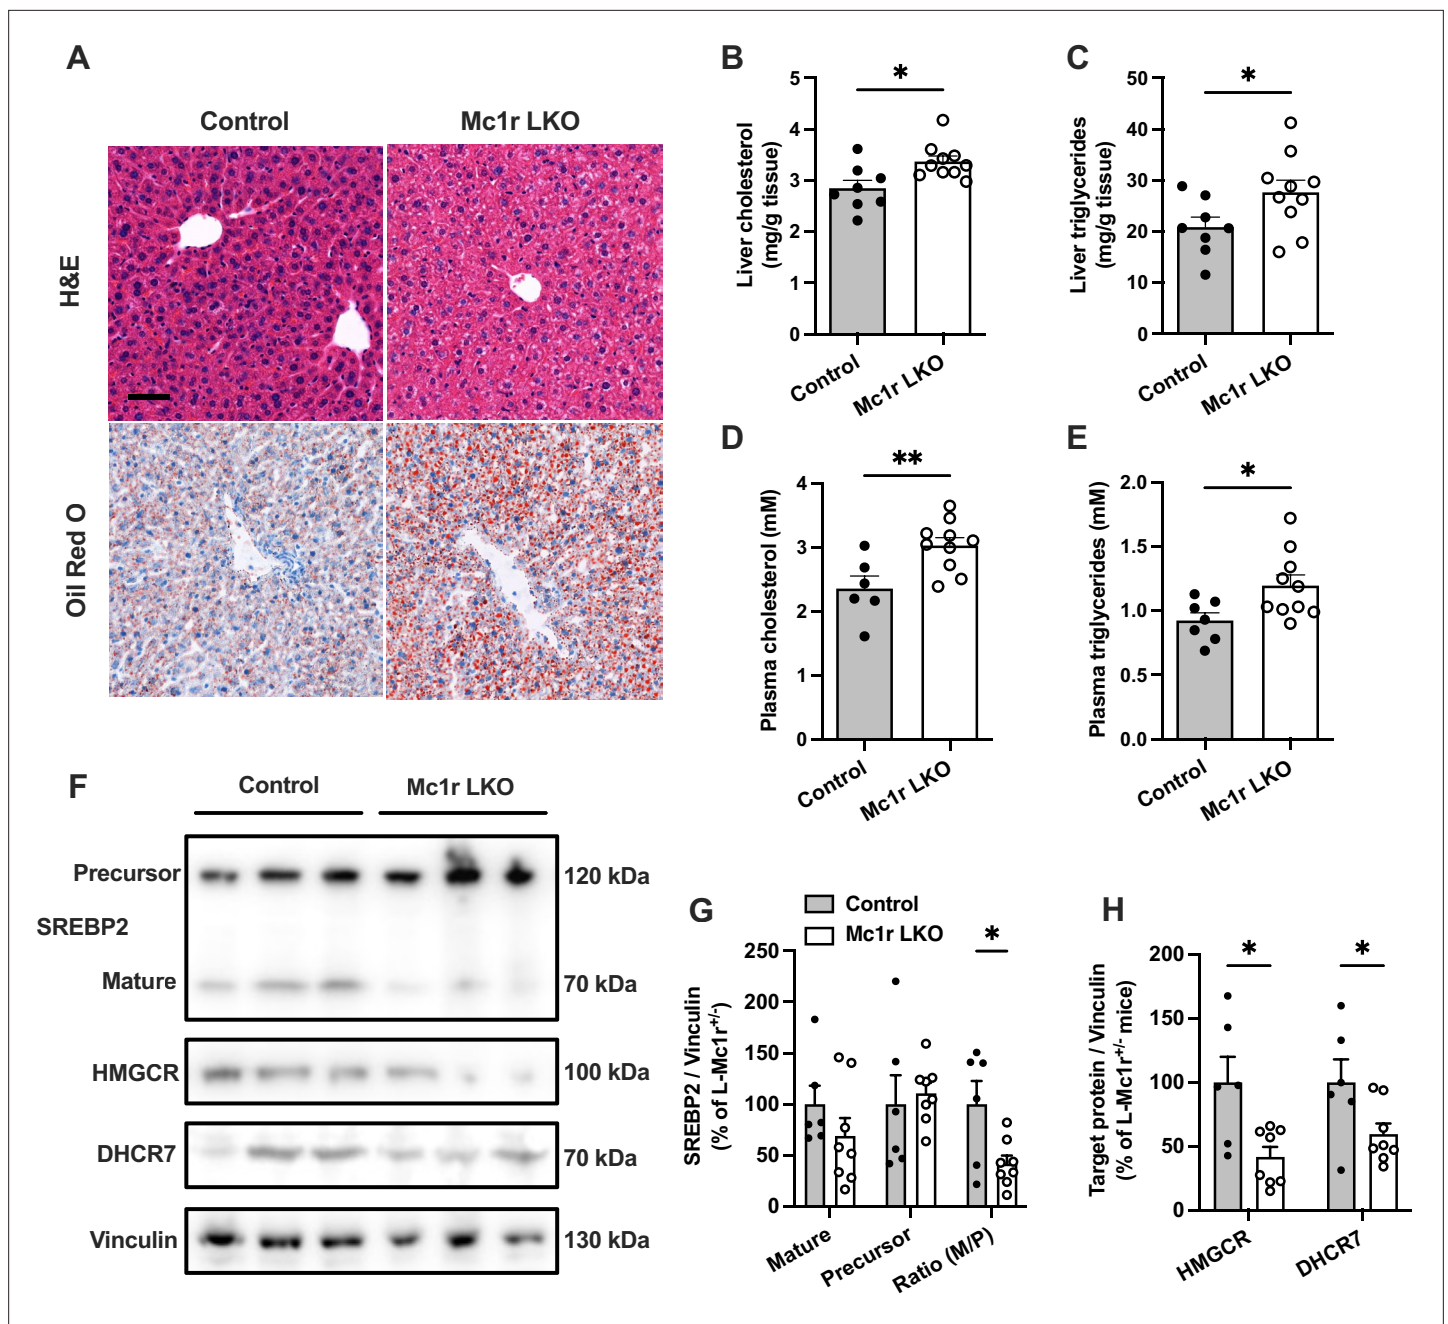 A
Control
Mc1r LKO
H&E
Oil Red O
B
Liver cholesterol
(mg/g tissue)
5
4
3
2
1
0
*
Control
Mc1r LKO
C
Liver triglycerides
(mg/g tissue)
50
40
30
20
10
0
*
Control
Mc1r LKO
D
Plasma cholesterol (mM)
4
3
2
1
0
**
Control
Mc1r LKO
E
Plasma triglycerides (mM)
2.0
1.5
1.0
0.5
0.0
*
Control
Mc1r LKO
F
Control
Mc1r LKO
Precursor
120 kDa
SREBP2
Mature
70 kDa
HMGCR
100 kDa
DHCR7
70 kDa
Vinculin
130 kDa
G
Control
Mc1r LKO
SREBP2 / Vinculin
(% of L-Mc1r+/-)
250
200
150
100
50
0
*
Mature
Precursor
Ratio (M/P)
H
Target protein / Vinculin
(% of L-Mc1r+/- mice)
200
150
100
50
0
*
*
HMGCR
DHCR7